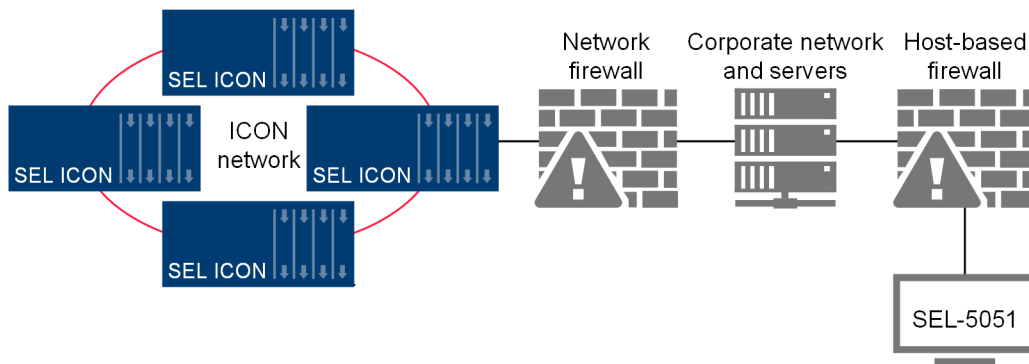 SEL ICON
SEL ICON
ICON
network
SEL ICON
SEL ICON
Network
firewall
Corporate network
and servers
Host-based
firewall
!
!
SEL-5051